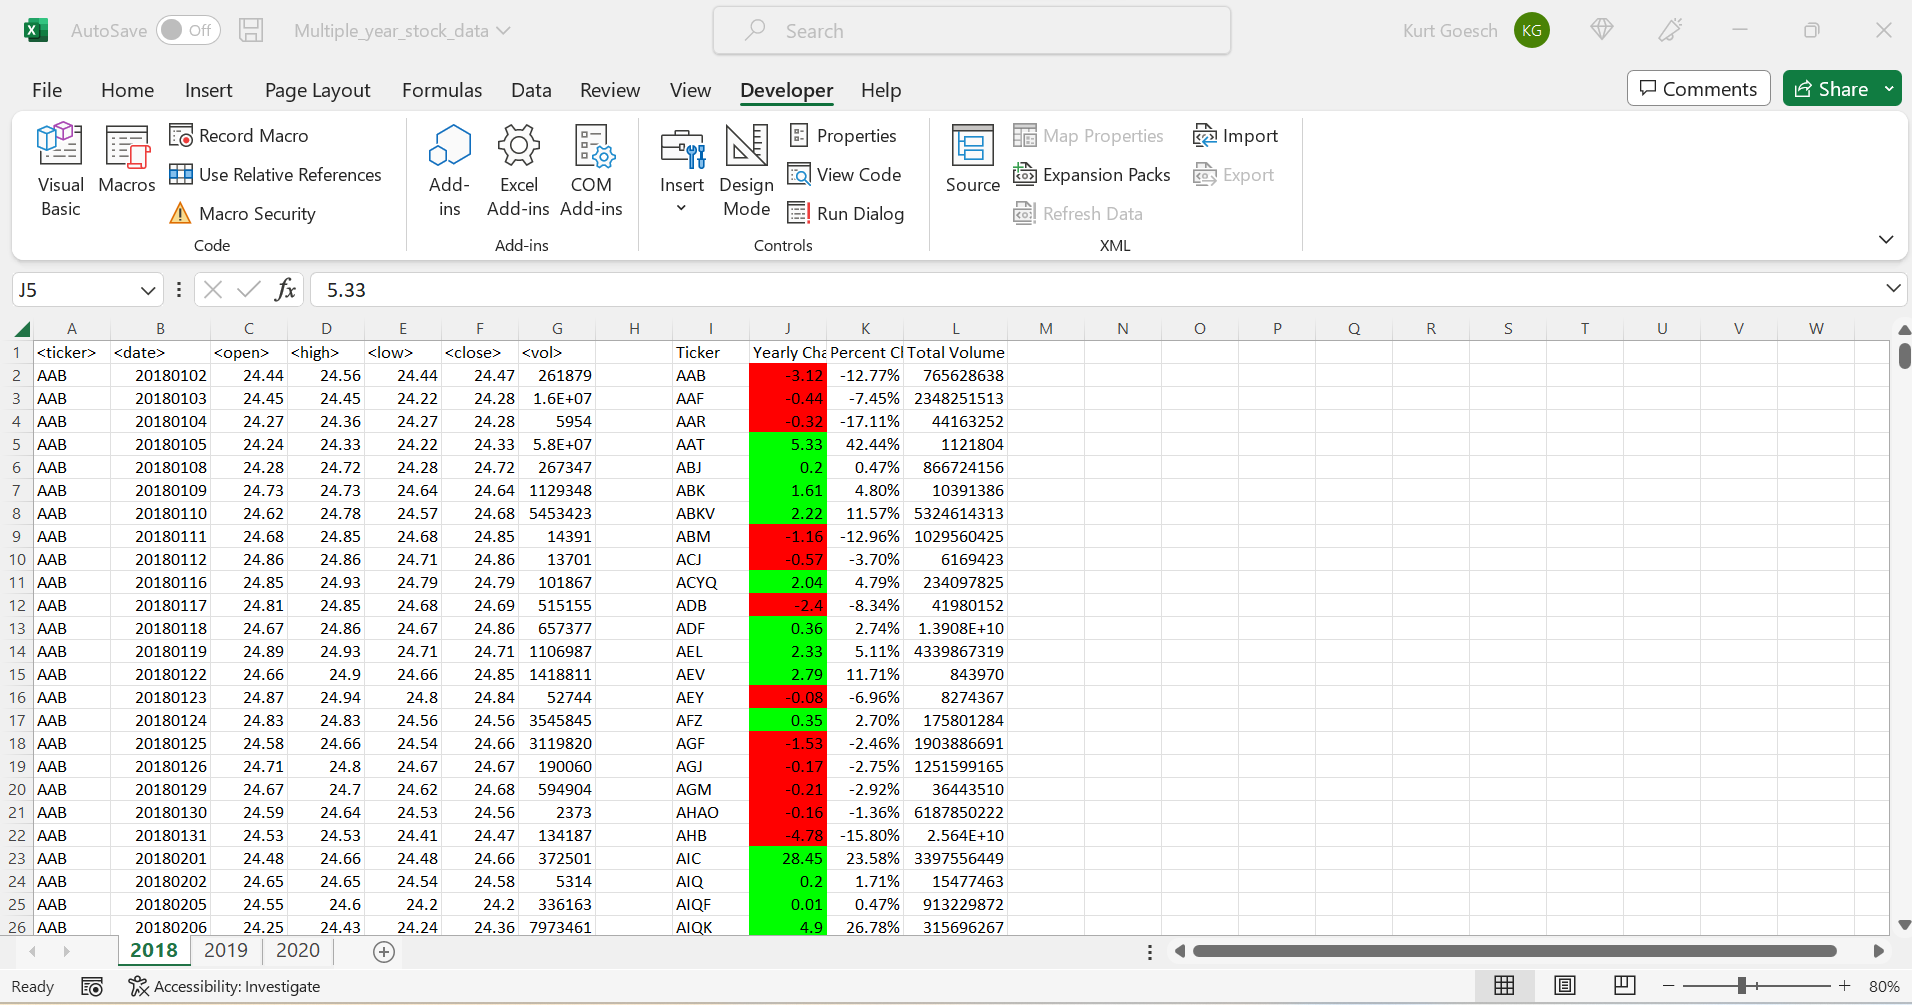 AutoSave Off Multiple_year_stock_data Search Kurt Goesch KG
File Home Insert Page Layout Formulas Data Review View Developer Help Comments Share
Visual Basic
Macros
Record Macro
Use Relative References
Macro Security
Code
Add-ins
Excel Add-ins
COM Add-ins
Add-ins
Insert
Design Mode
Properties
View Code
Run Dialog
Controls
Source
Map Properties
Expansion Packs
Refresh Data
Import
Export
XML
J5 fx 5.33
A B C D E F G H I J K L M N O P Q R S T U V W
1 <ticker> <date> <open> <high> <low> <close> <vol> Ticker Yearly Cha Percent Cl Total Volume
2 AAB 20180102 24.44 24.56 24.44 24.47 261879 AAB -3.12 -12.77% 765628638
3 AAB 20180103 24.45 24.45 24.22 24.28 1.6E+07 AAF -0.44 -7.45% 2348251513
4 AAB 20180104 24.27 24.36 24.27 24.28 5954 AAR -0.32 -17.11% 44163252
5 AAB 20180105 24.24 24.33 24.22 24.33 5.8E+07 AAT 5.33 42.44% 1121804
6 AAB 20180108 24.28 24.72 24.28 24.72 267347 ABJ 0.2 0.47% 866724156
7 AAB 20180109 24.73 24.73 24.64 24.64 1129348 ABK 1.61 4.80% 10391386
8 AAB 20180110 24.62 24.78 24.57 24.68 5453423 ABKV 2.22 11.57% 5324614313
9 AAB 20180111 24.68 24.85 24.68 24.85 14391 ABM -1.16 -12.96% 1029560425
10 AAB 20180112 24.86 24.86 24.71 24.86 13701 ACJ -0.57 -3.70% 6169423
11 AAB 20180116 24.85 24.93 24.79 24.79 101867 ACYQ 2.04 4.79% 234097825
12 AAB 20180117 24.81 24.85 24.68 24.69 515155 ADB -2.4 -8.34% 41980152
13 AAB 20180118 24.67 24.86 24.67 24.86 657377 ADF 0.36 2.74% 1.3908E+10
14 AAB 20180119 24.89 24.93 24.71 24.71 1106987 AEL 2.33 5.11% 4339867319
15 AAB 20180122 24.66 24.9 24.66 24.85 1418811 AEV 2.79 11.71% 843970
16 AAB 20180123 24.87 24.94 24.8 24.84 52744 AEY -0.08 -6.96% 8274367
17 AAB 20180124 24.83 24.83 24.56 24.56 3545845 AFZ 0.35 2.70% 175801284
18 AAB 20180125 24.58 24.66 24.54 24.66 3119820 AGF -1.53 -2.46% 1903886691
19 AAB 20180126 24.71 24.8 24.67 24.67 190060 AGJ -0.17 -2.75% 1251599165
20 AAB 20180129 24.67 24.7 24.62 24.68 594904 AGM -0.21 -2.92% 36443510
21 AAB 20180130 24.59 24.64 24.53 24.56 2373 AHAO -0.16 -1.36% 6187850222
22 AAB 20180131 24.53 24.53 24.41 24.47 134187 AHB -4.78 -15.80% 2.564E+10
23 AAB 20180201 24.48 24.66 24.48 24.66 372501 AIC 28.45 23.58% 3397556449
24 AAB 20180202 24.65 24.65 24.54 24.58 5314 AIQ 0.2 1.71% 15477463
25 AAB 20180205 24.55 24.6 24.2 24.2 336163 AIQF 0.01 0.47% 913229872
26 AAB 20180206 24.25 24.43 24.24 24.36 7973461 AIQK 4.9 26.78% 315696267
2018 2019 2020
Ready Accessibility: Investigate 80%